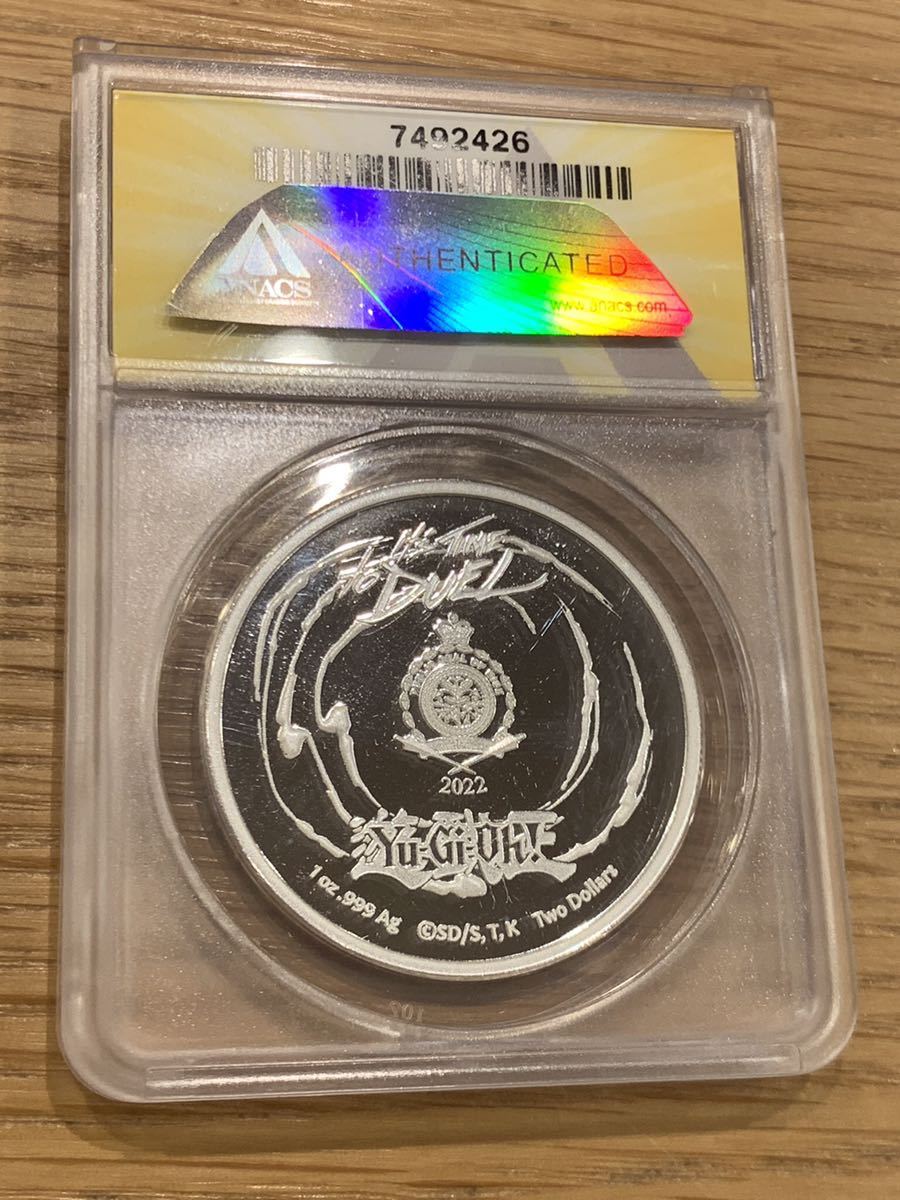 7492426
ANACS
AUTHENTICATED
www.anacs.com
It's Time
to Duel
2022
Yu-Gi-Oh!
1 oz .999 Ag ©SD/S, T, K Two Dollars